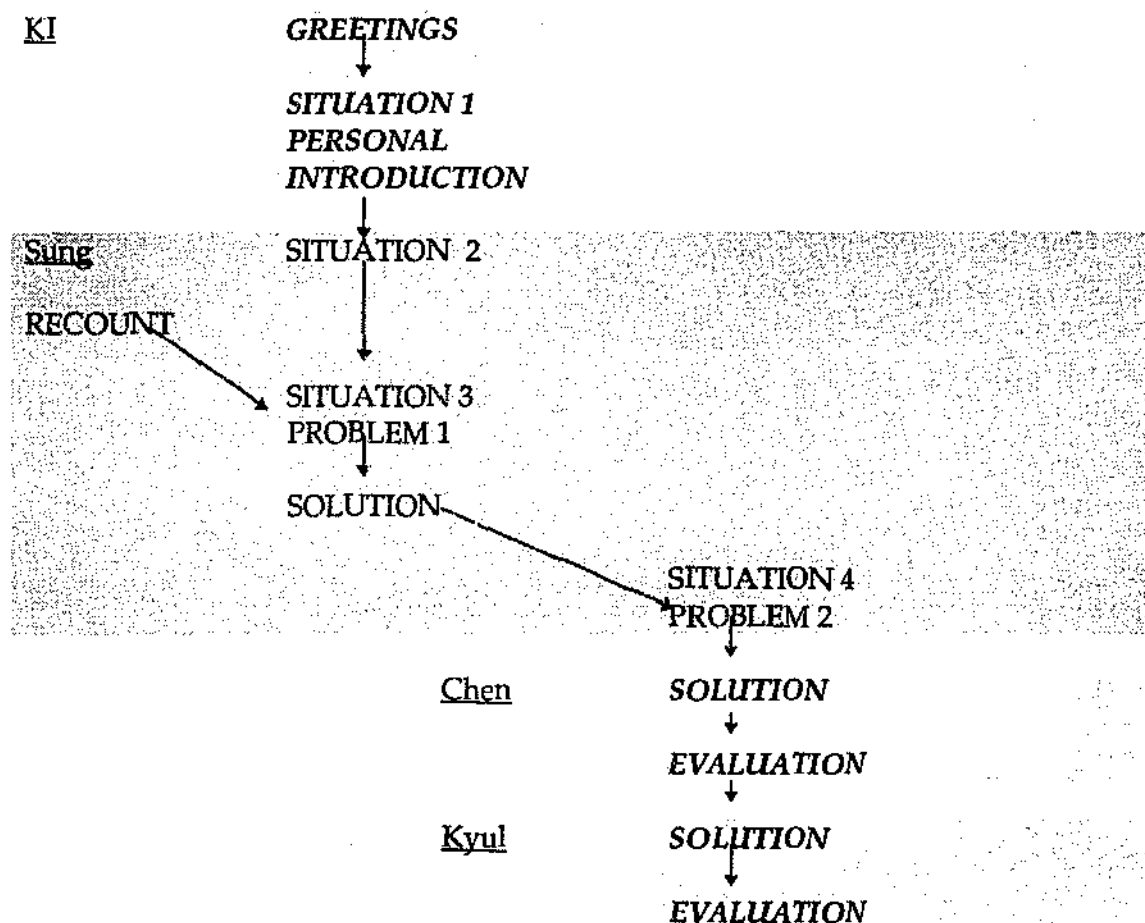 KI GREETINGS
SITUATION 1
PERSONAL
INTRODUCTION
Sung SITUATION 2
RECOUNT
SITUATION 3
PROBLEM 1
SOLUTION
SITUATION 4
PROBLEM 2
Chen SOLUTION
EVALUATION
Kyul SOLUTION
EVALUATION